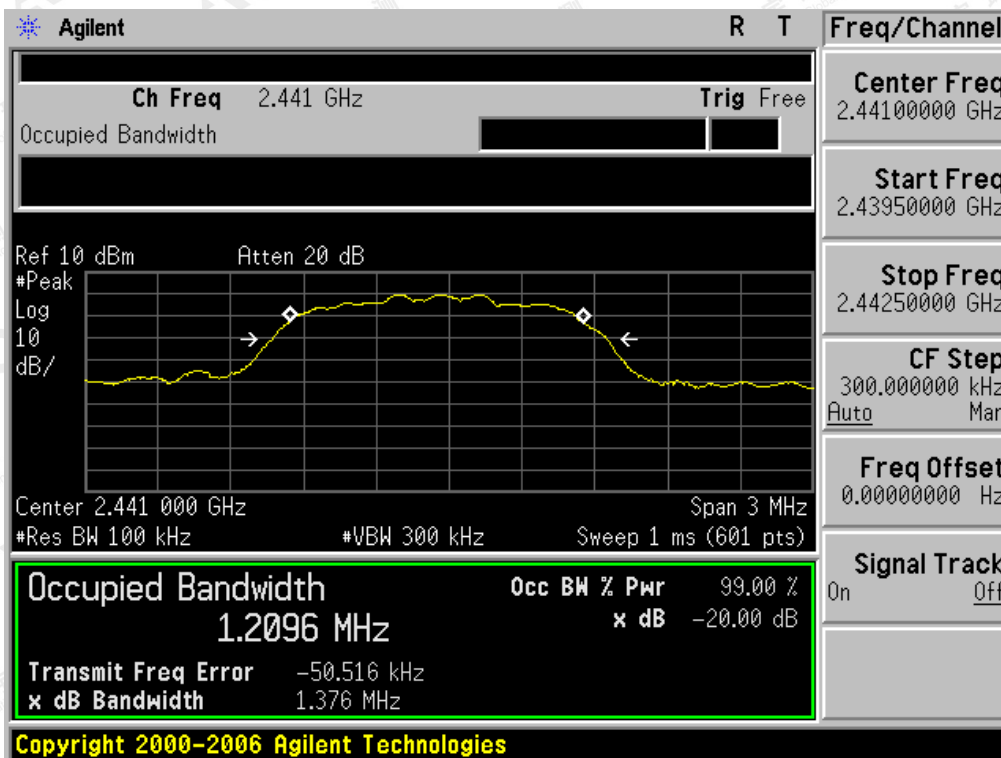 Agilent R T
Ch Freq 2.441 GHz Trig Free
Occupied Bandwidth
Ref 10 dBm Atten 20 dB
#Peak
Log
10
dB/
Center 2.441 000 GHz Span 3 MHz
#Res BW 100 kHz #VBW 300 kHz Sweep 1 ms (601 pts)
Occupied Bandwidth
1.2096 MHz
Occ BW % Pwr 99.00 %
x dB -20.00 dB
Transmit Freq Error -50.516 kHz
x dB Bandwidth 1.376 MHz
Copyright 2000-2006 Agilent Technologies
Freq/Channel
Center Freq
2.44100000 GHz
Start Freq
2.43950000 GHz
Stop Freq
2.44250000 GHz
CF Step
300.000000 kHz
Auto Man
Freq Offset
0.00000000 Hz
Signal Track
On Off